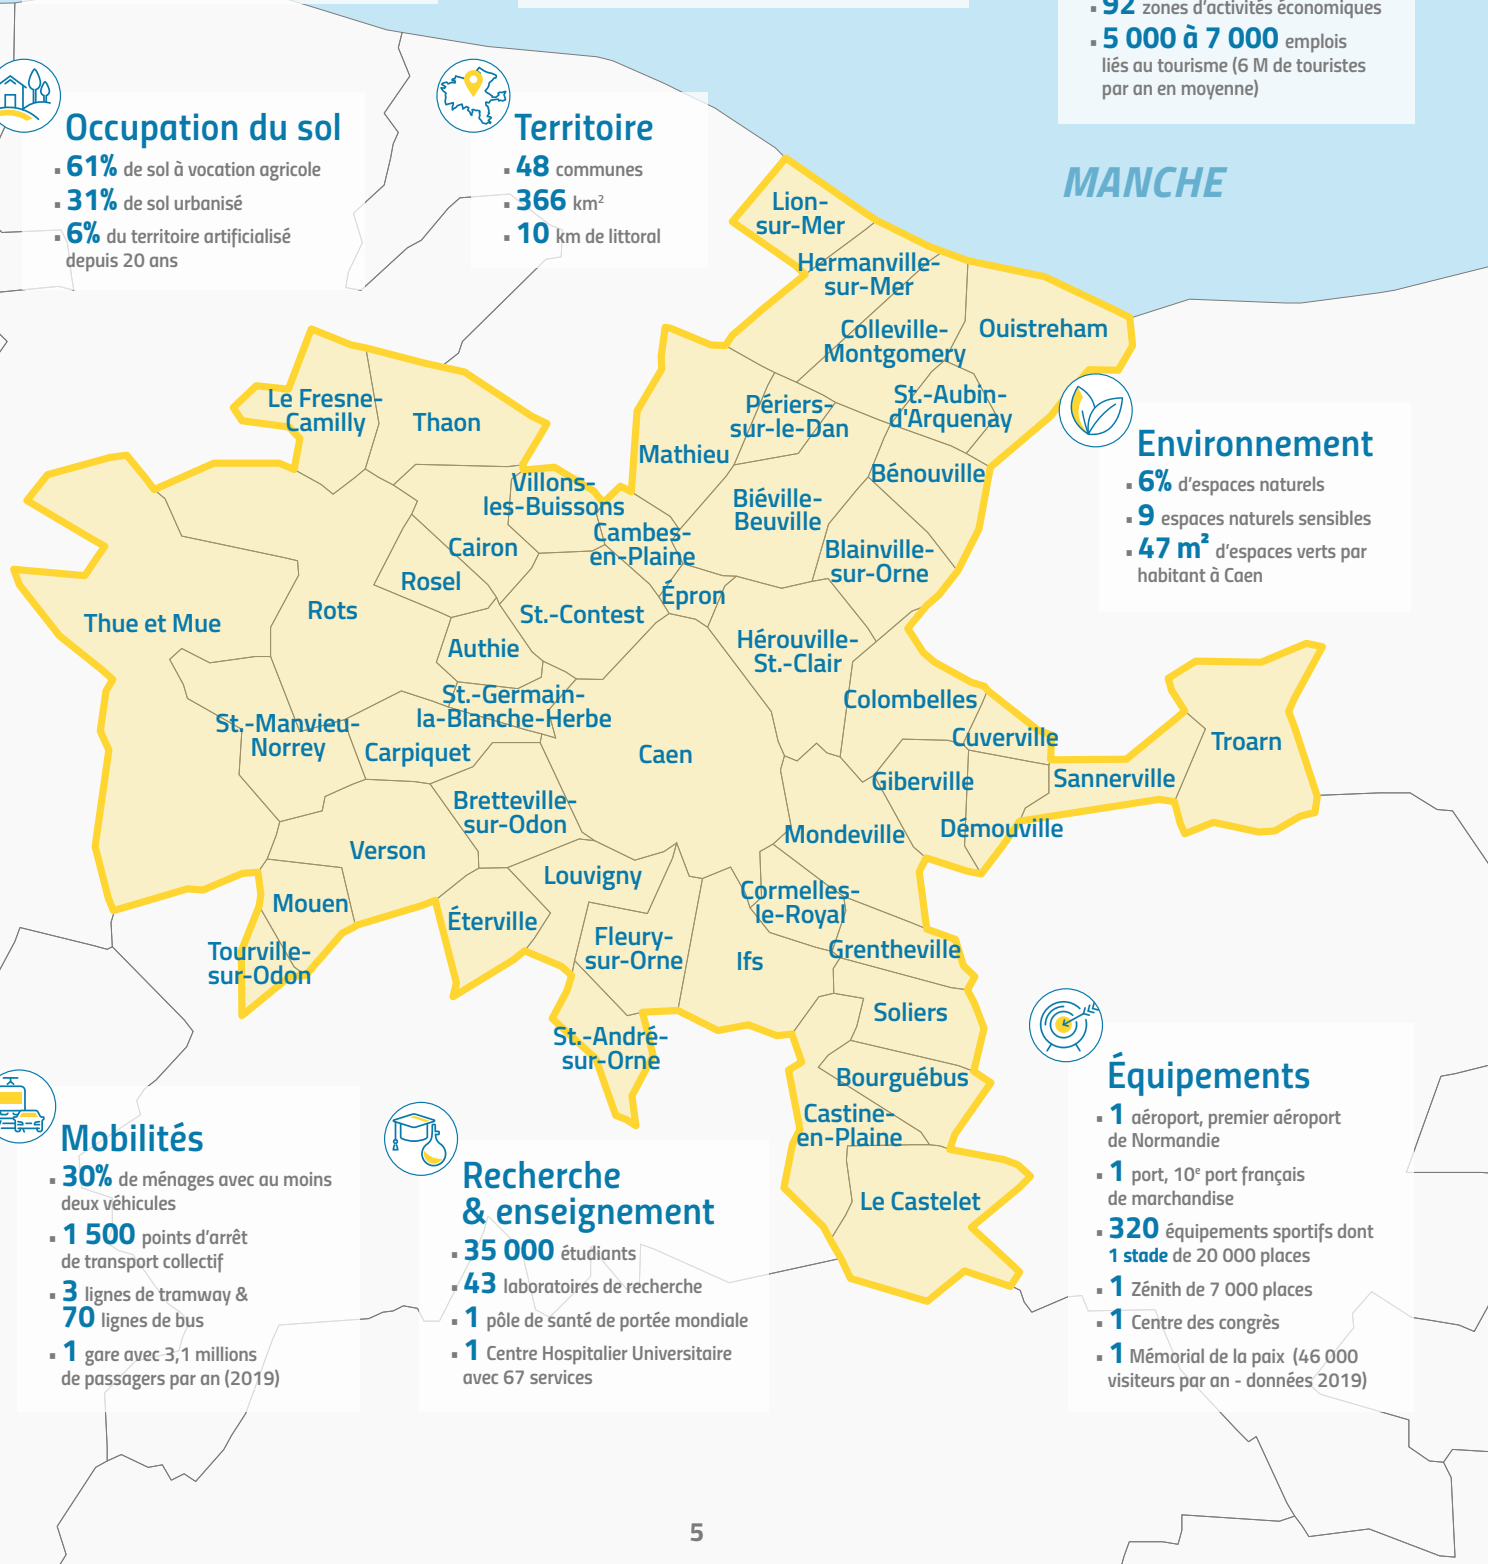 92 zones d'activités économiques
5 000 à 7 000 emplois
liés au tourisme (6 M de touristes
par an en moyenne)
Occupation du sol
61% de sol à vocation agricole
31% de sol urbanisé
6% du territoire artificialisé
depuis 20 ans
Territoire
48 communes
366 km²
10 km de littoral
MANCHE
Lion-
sur-Mer
Hermanville-
sur-Mer
Colleville-
Montgomery
Ouistreham
Le Fresne-
Camilly
Thaon
Périers-
sur-le-Dan
St.-Aubin-
d'Arquenay
Mathieu
Bénouville
Villons-
les-Buissons
Biéville-
Beuville
Cambes-
en-Plaine
Cairon
Blainville-
sur-Orne
Rosel
Épron
Thue et Mue
Rots
St.-Contest
Authie
Hérouville-
St.-Clair
St.-Germain-
la-Blanche-Herbe
Colombelles
St.-Manvieu-
Norrey
Carpiquet
Caen
Cuverville
Troarn
Giberville
Sannerville
Bretteville-
sur-Odon
Mondeville
Démouville
Verson
Louvigny
Mouen
Cormelles-
le-Royal
Éterville
Tourville-
sur-Odon
Fleury-
sur-Orne
Ifs
Grentheville
Soliers
St.-André-
sur-Orne
Bourguébus
Castine-
en-Plaine
Le Castelet
Environnement
6% d'espaces naturels
9 espaces naturels sensibles
47 m² d'espaces verts par
habitant à Caen
Mobilités
30% de ménages avec au moins
deux véhicules
1 500 points d'arrêt
de transport collectif
3 lignes de tramway &
70 lignes de bus
1 gare avec 3,1 millions
de passagers par an (2019)
Recherche
& enseignement
35 000 étudiants
43 laboratoires de recherche
1 pôle de santé de portée mondiale
1 Centre Hospitalier Universitaire
avec 67 services
Équipements
1 aéroport, premier aéroport
de Normandie
1 port, 10e port français
de marchandise
320 équipements sportifs dont
1 stade de 20 000 places
1 Zénith de 7 000 places
1 Centre des congrès
1 Mémorial de la paix (46 000
visiteurs par an - données 2019)
5